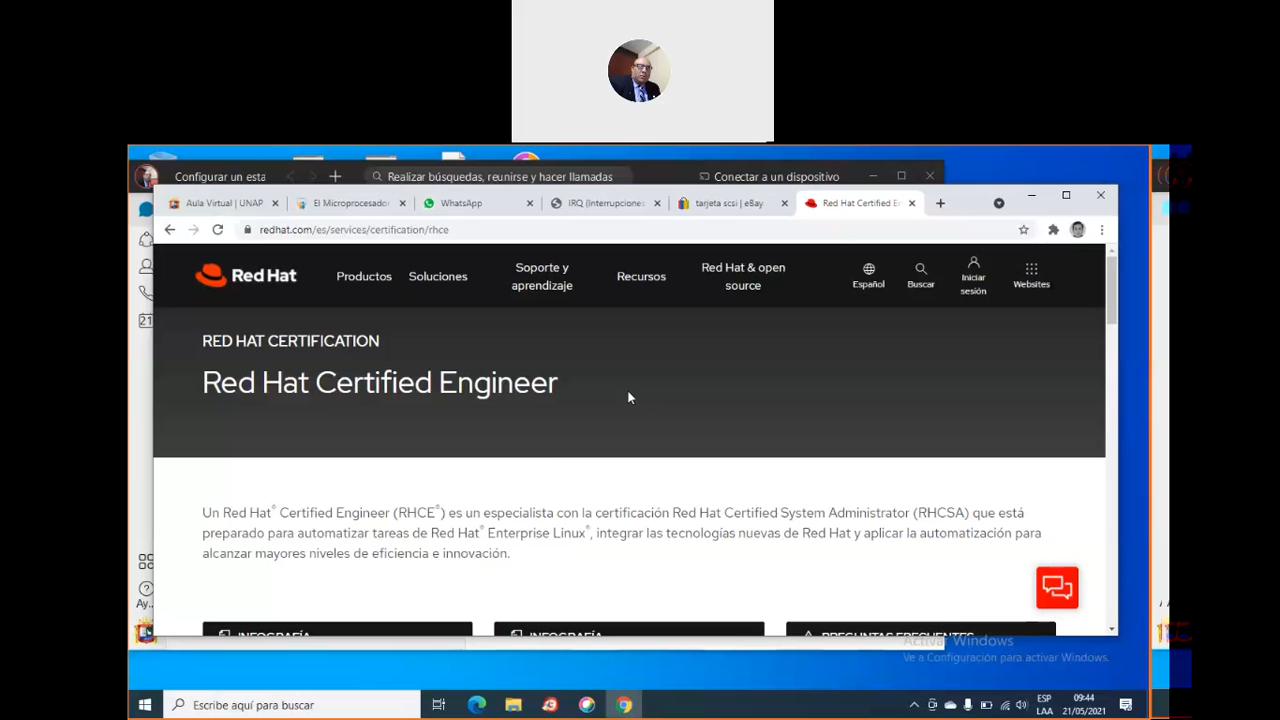 Configurar un esta
Realizar búsquedas, reunirse y hacer llamadas
Conectar a un dispositivo
Aula Virtual | UNAP
El Microprocesador
WhatsApp
IRQ (Interrupciones
tarjeta scsi | eBay
Red Hat Certified E
redhat.com/es/services/certification/rhce
Red Hat
Productos
Soluciones
Soporte y
aprendizaje
Recursos
Red Hat & open
source
Español
Buscar
Iniciar
sesión
Websites
21
RED HAT CERTIFICATION
Red Hat Certified Engineer
Un Red Hat® Certified Engineer (RHCE®) es un especialista con la certificación Red Hat Certified System Administrator (RHCSA) que está
preparado para automatizar tareas de Red Hat® Enterprise Linux®, integrar las tecnologías nuevas de Red Hat y aplicar la automatización para
alcanzar mayores niveles de eficiencia e innovación.
Ay...
INFOGRAFÍA
INFOGRAFÍA
PREGUNTAS FRECUENTES
Activar Windows
Ve a Configuración para activar Windows.
Escribe aquí para buscar
ESP
LAA
09:44
21/05/2021